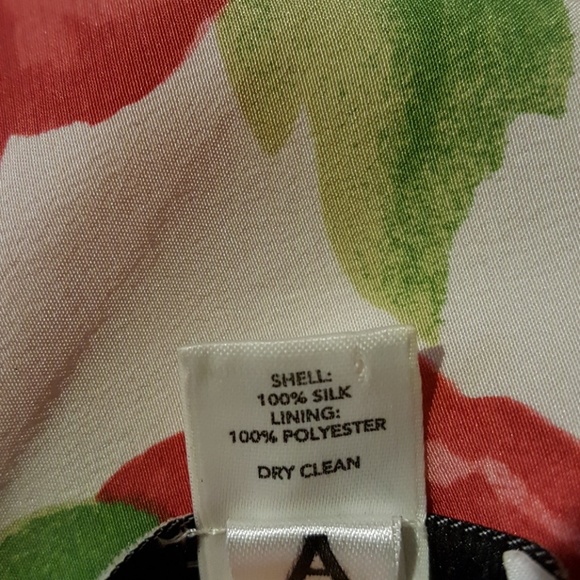 SHELL:
100% SILK
LINING:
100% POLYESTER
DRY CLEAN
A